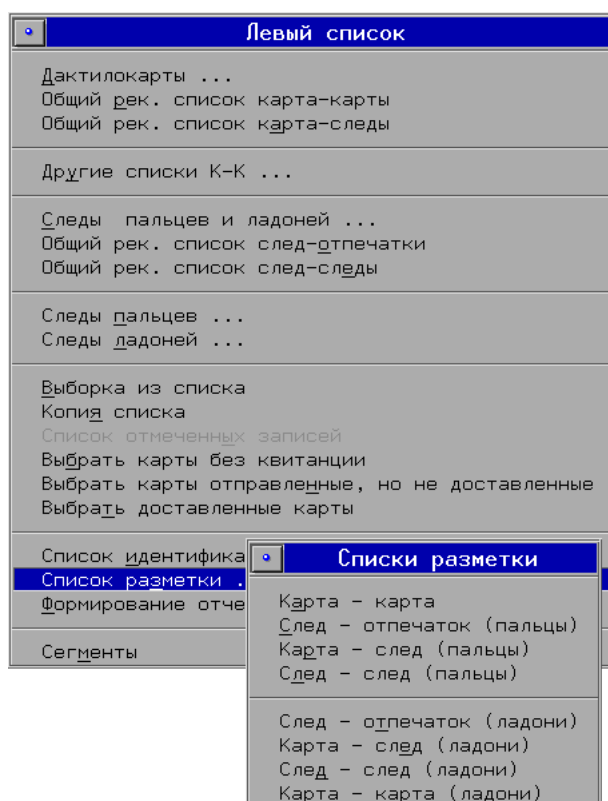 Левый список
Дактилокарты ...
Общий рек. список карта-карты
Общий рек. список карта-следы
Другие списки К-К ...
Следы  пальцев и ладоней ...
Общий рек. список след-отпечатки
Общий рек. список след-следы
Следы пальцев ...
Следы ладоней ...
Выборка из списка
Копия списка
Список отмеченных записей
Выбрать карты без квитанции
Выбрать карты отправленные, но не доставленные
Выбрать доставленные карты
Список идентифика
Список разметки .
Формирование отче
Сегменты
Списки разметки
Карта - карта
След - отпечаток (пальцы)
Карта - след (пальцы)
След - след (пальцы)
След - отпечаток (ладони)
Карта - след (ладони)
След - след (ладони)
Карта - карта (ладони)